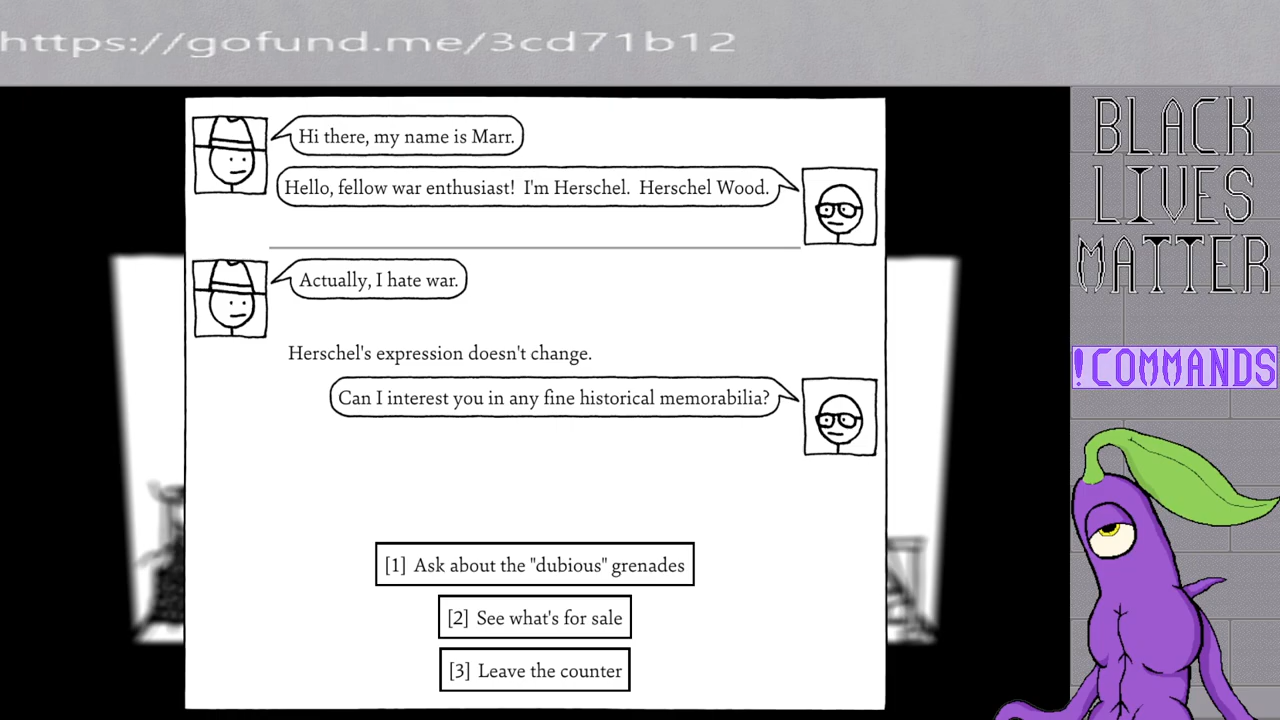 https://gofund.me/3cd71b12
Hi there, my name is Marr.
Hello, fellow war enthusiast! I'm Herschel. Herschel Wood.
Actually, I hate war.
Herschel's expression doesn't change.
Can I interest you in any fine historical memorabilia?
[1] Ask about the "dubious" grenades
[2] See what's for sale
[3] Leave the counter
BLACK
LIVES
MATTER
!COMMANDS